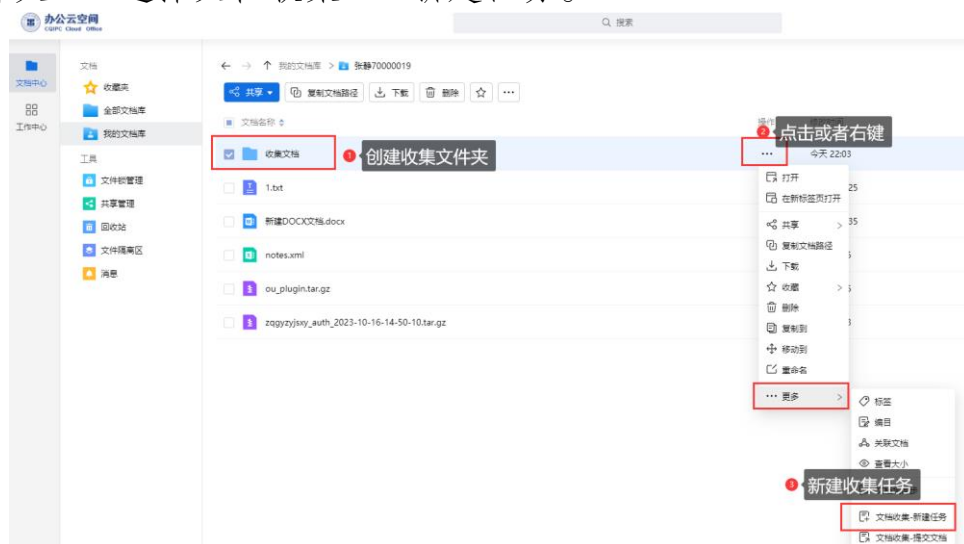 办公云空间
CQIPC Cloud Office
搜索
文档中心
工作中心
文档
收藏夹
全部文档库
我的文档库
工具
文件锁管理
共享管理
回收站
文件隔离区
消息
我的文档库 > 张静70000019
共享 复制文档路径 下载 删除
文档名称
操作
2 点击或者右键
收集文档
1 创建收集文件夹
今天 22:03
1.txt
25
新建DOCX文档.docx
35
notes.xml
ou_plugin.tar.gz
zqgyzyjsxy_auth_2023-10-16-14-50-10.tar.gz
打开
在新标签页打开
共享 >
复制文档路径
下载
收藏 >
删除
复制到
移动到
重命名
更多 >
标签
编目
关联文档
查看大小
3 新建收集任务
文档收集-新建任务
文档收集-提交文档